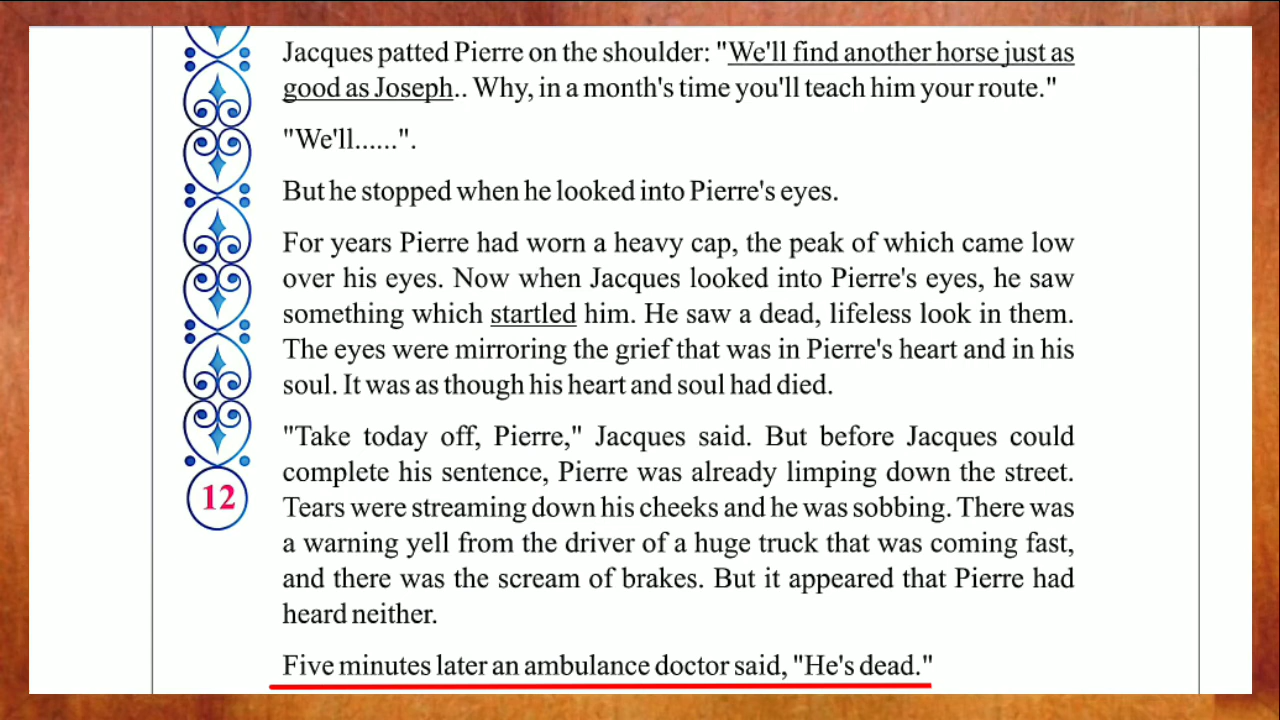 Jacques patted Pierre on the shoulder: "We'll find another horse just as
good as Joseph.. Why, in a month's time you'll teach him your route."
"We'll......".
But he stopped when he looked into Pierre's eyes.
For years Pierre had worn a heavy cap, the peak of which came low
over his eyes. Now when Jacques looked into Pierre's eyes, he saw
something which startled him. He saw a dead, lifeless look in them.
The eyes were mirroring the grief that was in Pierre's heart and in his
soul. It was as though his heart and soul had died.
"Take today off, Pierre," Jacques said. But before Jacques could
complete his sentence, Pierre was already limping down the street.
12
Tears were streaming down his cheeks and he was sobbing. There was
a warning yell from the driver of a huge truck that was coming fast,
and there was the scream of brakes. But it appeared that Pierre had
heard neither.
Five minutes later an ambulance doctor said, "He's dead."